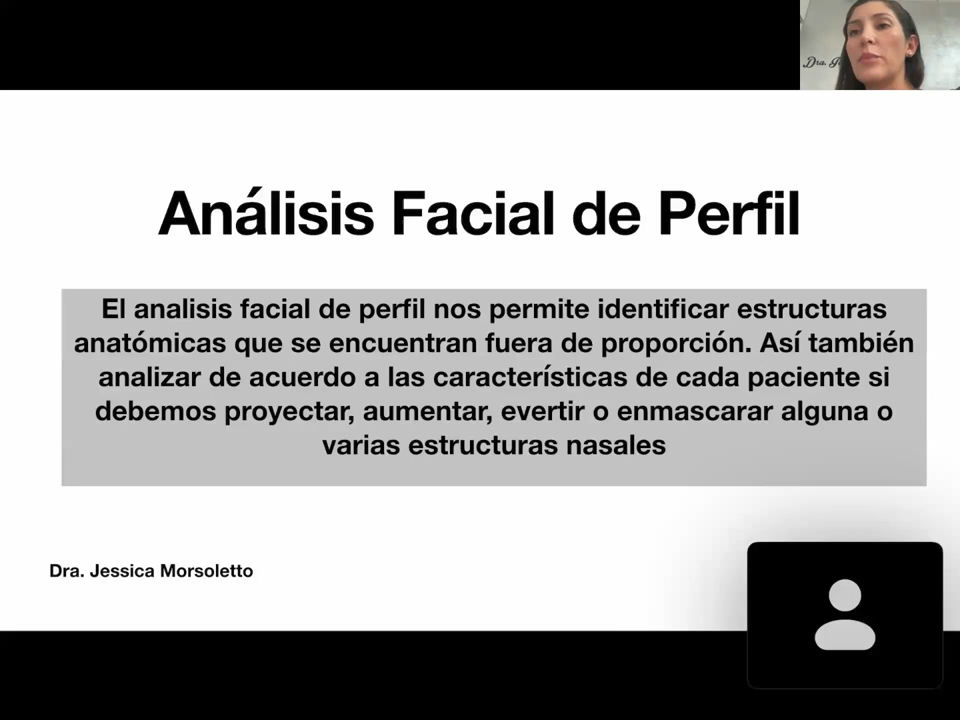 Dra. J
Análisis Facial de Perfil
El analisis facial de perfil nos permite identificar estructuras
anatómicas que se encuentran fuera de proporción. Así también
analizar de acuerdo a las características de cada paciente si
debemos proyectar, aumentar, evertir o enmascarar alguna o
varias estructuras nasales
Dra. Jessica Morsoletto